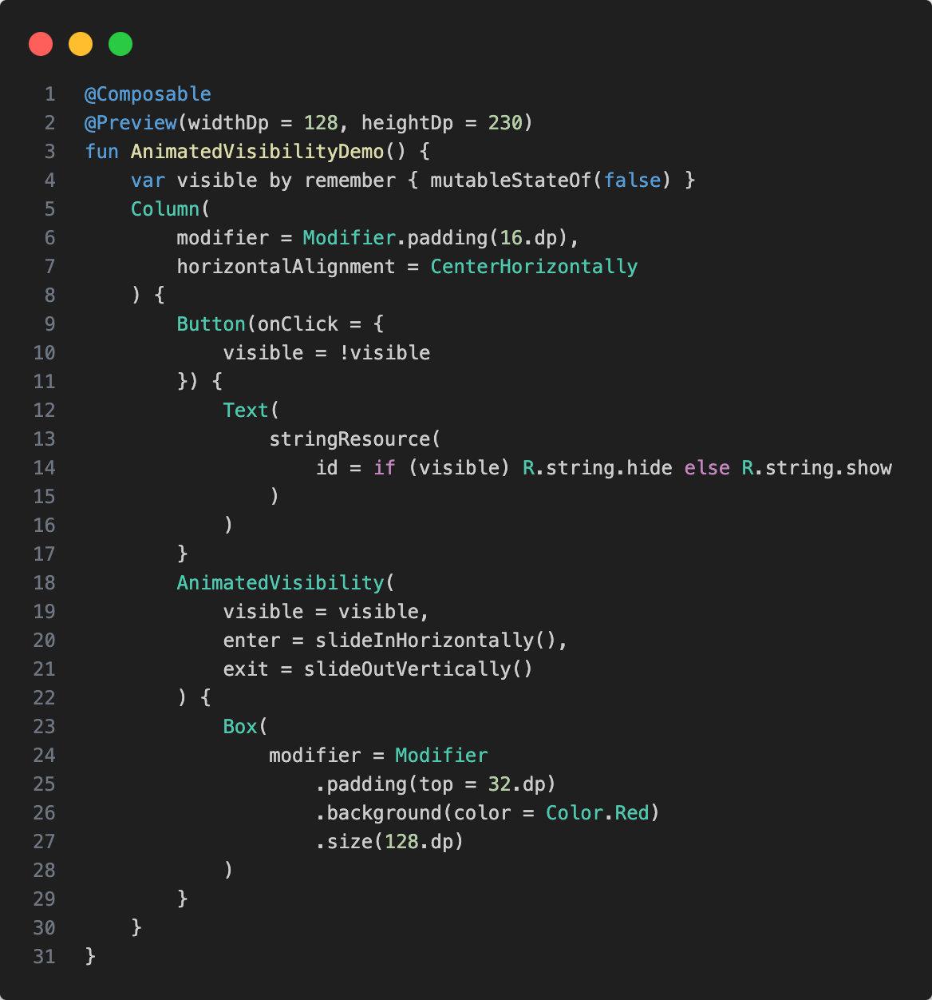 1 @Composable
2 @Preview(widthDp = 128, heightDp = 230)
3 fun AnimatedVisibilityDemo() {
4     var visible by remember { mutableStateOf(false) }
5     Column(
6         modifier = Modifier.padding(16.dp),
7         horizontalAlignment = CenterHorizontally
8     ) {
9         Button(onClick = {
10             visible = !visible
11         }) {
12             Text(
13                 stringResource(
14                     id = if (visible) R.string.hide else R.string.show
15                 )
16             )
17         }
18         AnimatedVisibility(
19             visible = visible,
20             enter = slideInHorizontally(),
21             exit = slideOutVertically()
22         ) {
23             Box(
24                 modifier = Modifier
25                     .padding(top = 32.dp)
26                     .background(color = Color.Red)
27                     .size(128.dp)
28             )
29         }
30     }
31 }